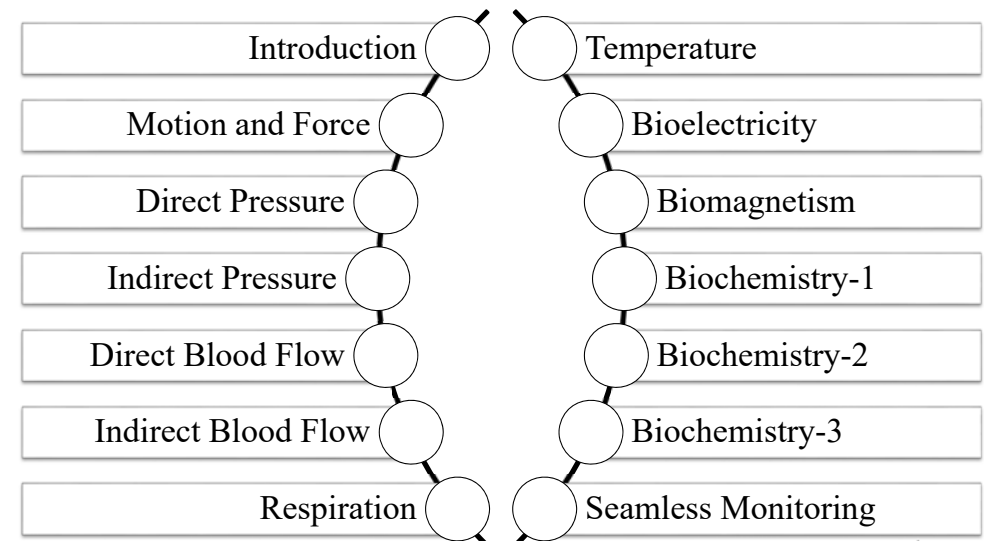 Introduction
Motion and Force
Direct Pressure
Indirect Pressure
Direct Blood Flow
Indirect Blood Flow
Respiration
Temperature
Bioelectricity
Biomagnetism
Biochemistry-1
Biochemistry-2
Biochemistry-3
Seamless Monitoring